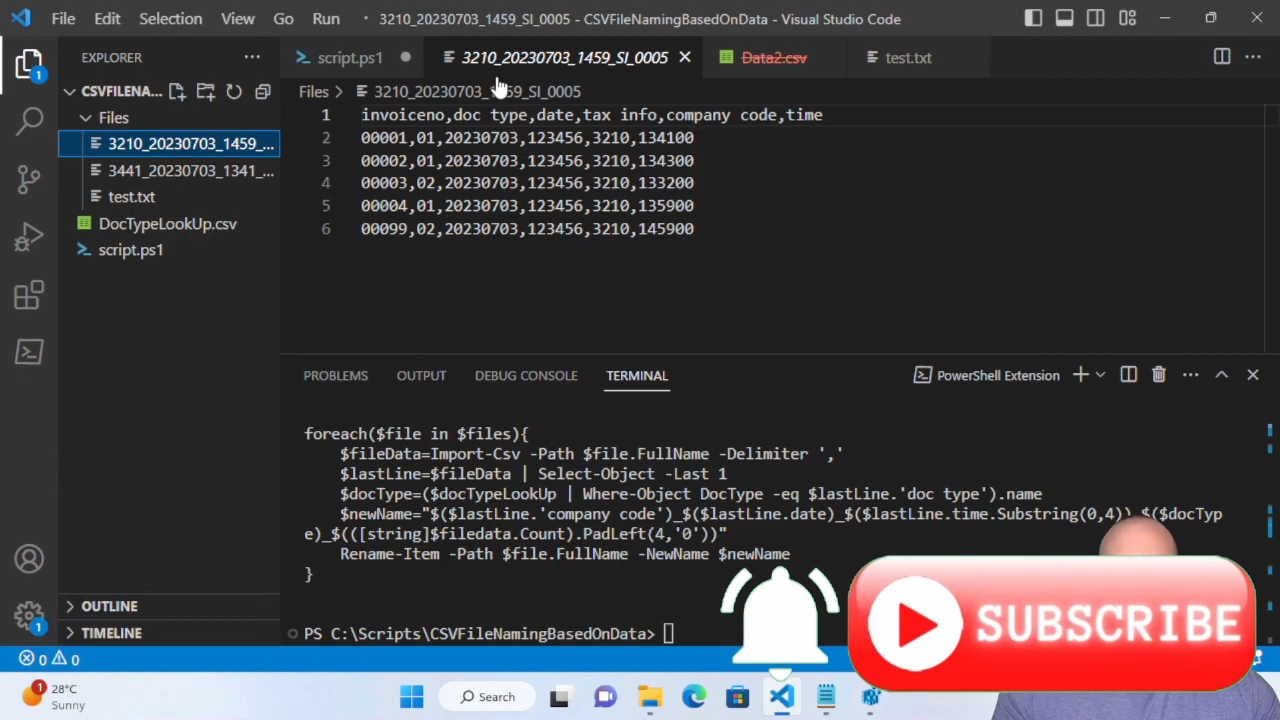 File Edit Selection View Go Run 3210_20230703_1459_SI_0005 - CSVFileNamingBasedOnData - Visual Studio Code
EXPLORER
script.ps1
3210_20230703_1459_SI_0005
Data2.csv
test.txt
1
CSVFILENA...
Files
3210_20230703_1459_...
3441_20230703_1341_...
test.txt
DocTypeLookUp.csv
script.ps1
Files > 3210_20230703_1459_SI_0005
1 invoiceno,doc type,date,tax info,company code,time
2 00001,01,20230703,123456,3210,134100
3 00002,01,20230703,123456,3210,134300
4 00003,02,20230703,123456,3210,133200
5 00004,01,20230703,123456,3210,135900
6 00099,02,20230703,123456,3210,145900
PROBLEMS OUTPUT DEBUG CONSOLE TERMINAL PowerShell Extension
foreach($file in $files){
$fileData=Import-Csv -Path $file.FullName -Delimiter ','
$lastLine=$fileData | Select-Object -Last 1
$docType=($docTypeLookUp | Where-Object DocType -eq $lastLine.'doc type').name
$newName="$($lastLine.'company code')_$($lastLine.date)_$($lastLine.time.Substring(0,4))_$($docTyp
e)_$(([string]$filedata.Count).PadLeft(4,'0'))"
Rename-Item -Path $file.FullName -NewName $newName
}
PS C:\Scripts\CSVFileNamingBasedOnData>
OUTLINE
TIMELINE
1
0 0
SUBSCRIBE
1
28°C
Sunny
Search